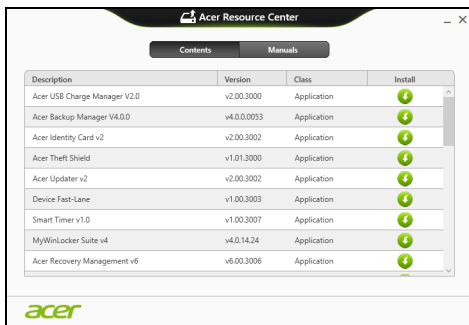 Acer Resource Center
Contents Manuals
Description Version Class Install
Acer USB Charge Manager V2.0 v2.00.3000 Application
Acer Backup Manager V4.0.0 v4.0.0.0053 Application
Acer Identity Card v2 v2.00.3002 Application
Acer Theft Shield v1.01.3000 Application
Acer Updater v2 v2.00.3002 Application
Device Fast-Lane v1.00.3003 Application
Smart Timer v1.0 v1.00.3007 Application
MyWinLocker Suite v4 v4.0.14.24 Application
Acer Recovery Management v6 v6.00.3006 Application
acer